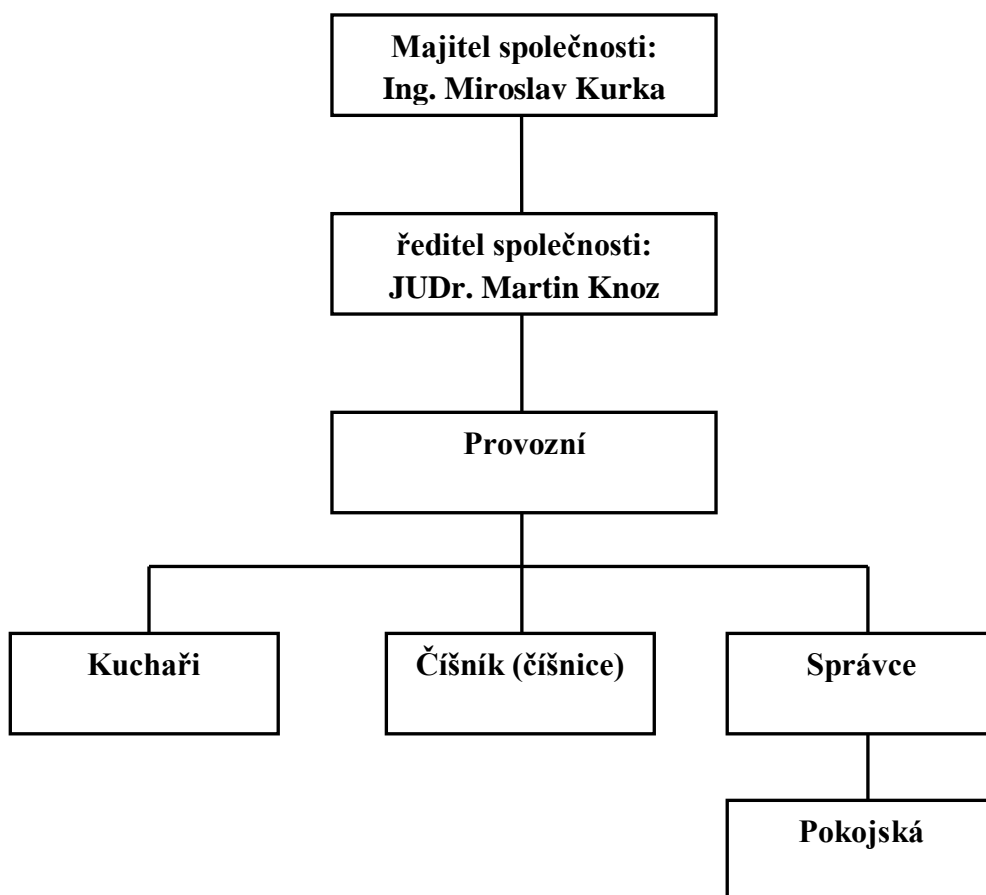 Majitel společnosti:
Ing. Miroslav Kurka
ředitel společnosti:
JUDr. Martin Knoz
Provozní
Kuchaři
Číšník (číšnice)
Správce
Pokojská